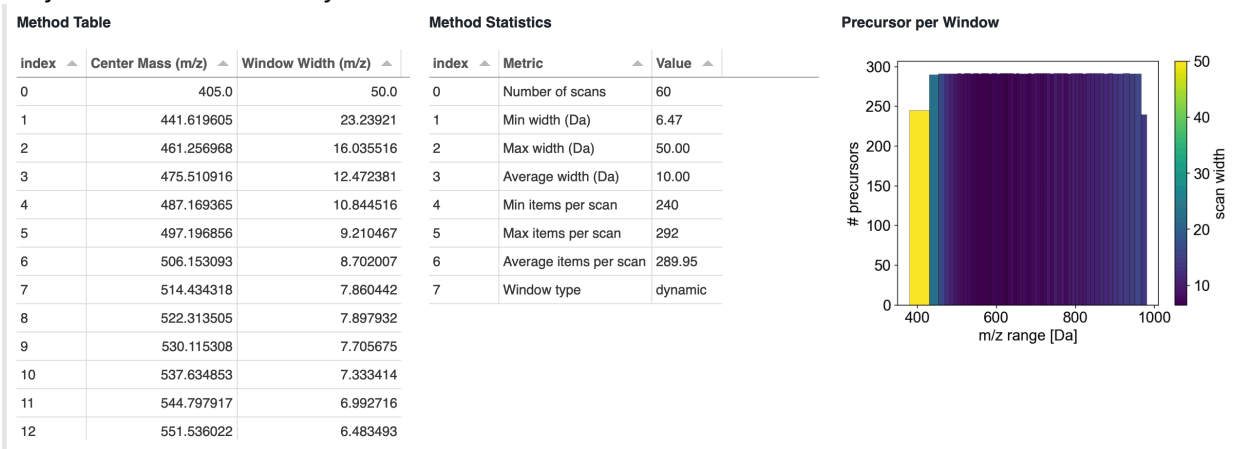 Method Table
index Center Mass (m/z) Window Width (m/z)
0 405.0 50.0
1 441.619605 23.23921
2 461.256968 16.035516
3 475.510916 12.472381
4 487.169365 10.844516
5 497.196856 9.210467
6 506.153093 8.702007
7 514.434318 7.860442
8 522.313505 7.897932
9 530.115308 7.705675
10 537.634853 7.333414
11 544.797917 6.992716
12 551.536022 6.483493
Method Statistics
index Metric Value
0 Number of scans 60
1 Min width (Da) 6.47
2 Max width (Da) 50.00
3 Average width (Da) 10.00
4 Min items per scan 240
5 Max items per scan 292
6 Average items per scan 289.95
7 Window type dynamic
Precursor per Window
# precursors
300
250
200
150
100
50
0
400 600 800 1000
m/z range [Da]
50
40
30
20
10
scan width